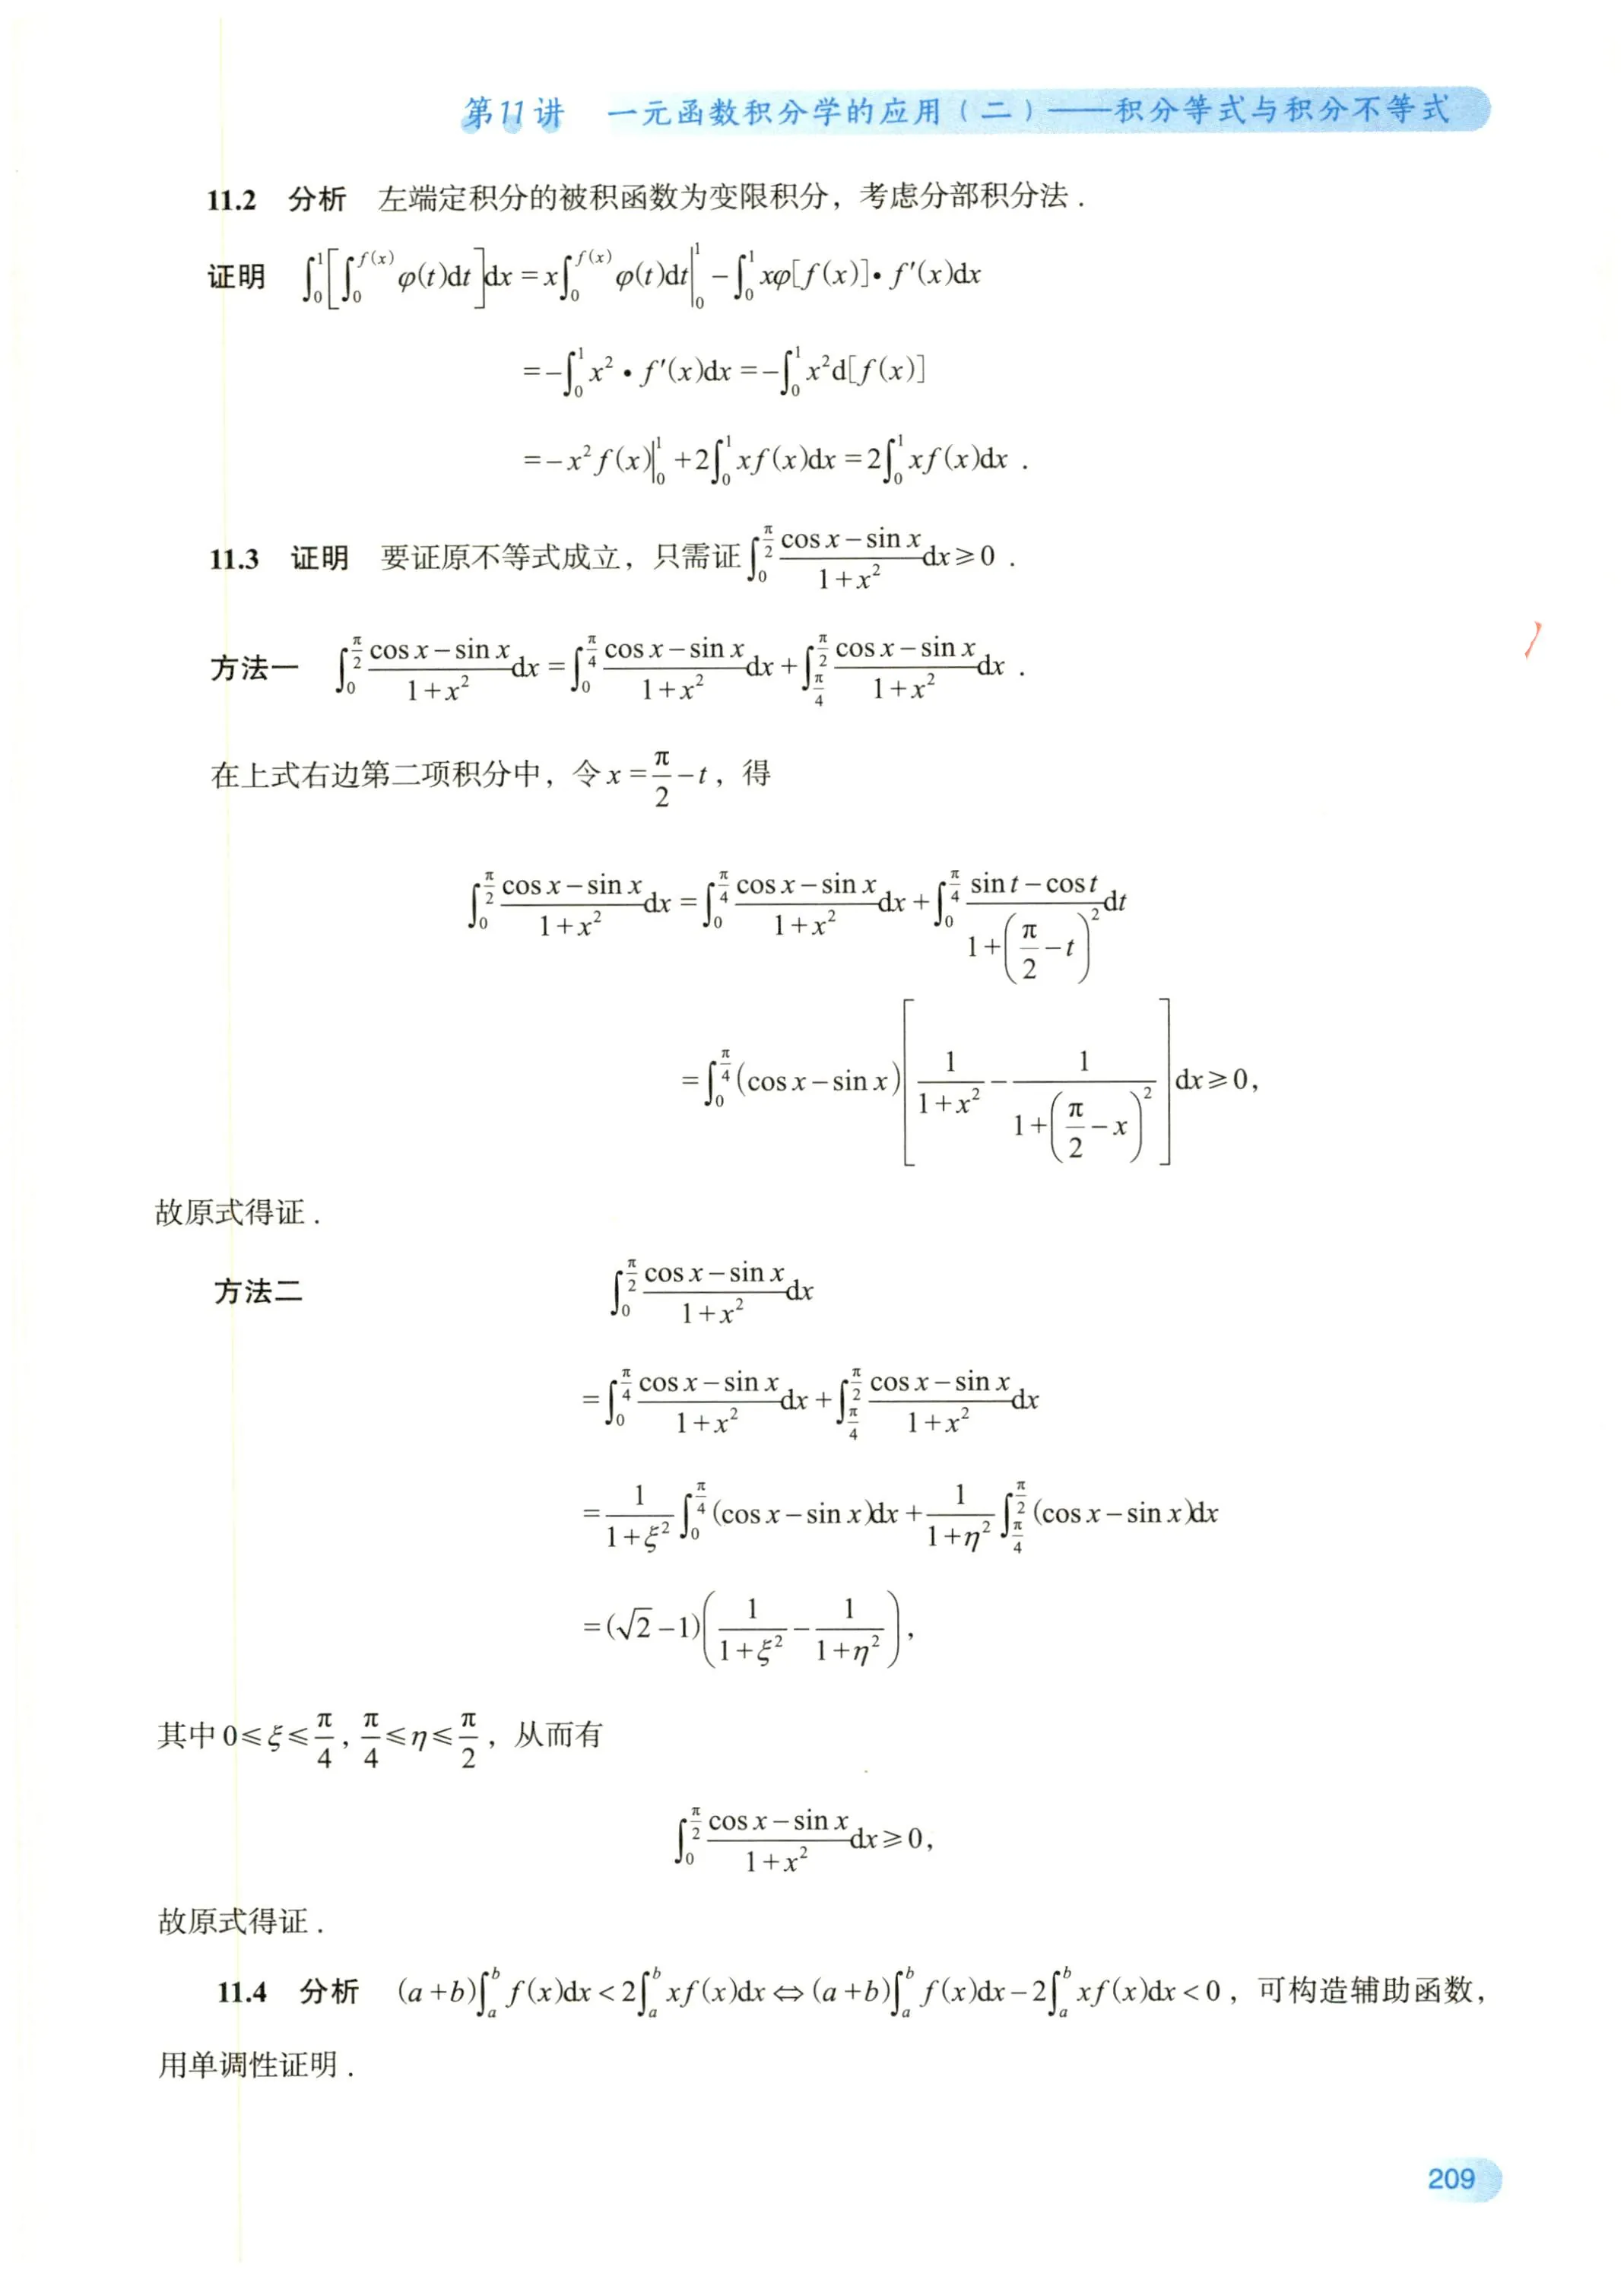 第11讲 一元函数积分学的应用（二）——积分等式与积分不等式
11.2 分析 左端定积分的被积函数为变限积分，考虑分部积分法．
证明 $\int_0^1\left[\int_0^{f(x)}\varphi(t)\mathrm{d}t\right]\mathrm{d}x=x\int_0^{f(x)}\varphi(t)\mathrm{d}t\Big|_0^1-\int_0^1 x\varphi[f(x)]\cdot f'(x)\mathrm{d}x$
$=-\int_0^1 x^2\cdot f'(x)\mathrm{d}x=-\int_0^1 x^2\mathrm{d}[f(x)]$
$=-x^2f(x)\Big|_0^1+2\int_0^1 xf(x)\mathrm{d}x=2\int_0^1 xf(x)\mathrm{d}x$．
11.3 证明 要证原不等式成立，只需证$\int_0^{\frac{\pi}{2}}\frac{\cos x-\sin x}{1+x^2}\mathrm{d}x\geqslant 0$．
方法一 $\int_0^{\frac{\pi}{2}}\frac{\cos x-\sin x}{1+x^2}\mathrm{d}x=\int_0^{\frac{\pi}{4}}\frac{\cos x-\sin x}{1+x^2}\mathrm{d}x+\int_{\frac{\pi}{4}}^{\frac{\pi}{2}}\frac{\cos x-\sin x}{1+x^2}\mathrm{d}x$．
在上式右边第二项积分中，令$x=\frac{\pi}{2}-t$，得
$\int_0^{\frac{\pi}{2}}\frac{\cos x-\sin x}{1+x^2}\mathrm{d}x=\int_0^{\frac{\pi}{4}}\frac{\cos x-\sin x}{1+x^2}\mathrm{d}x+\int_0^{\frac{\pi}{4}}\frac{\sin t-\cos t}{1+\left(\frac{\pi}{2}-t\right)^2}\mathrm{d}t$
$=\int_0^{\frac{\pi}{4}}(\cos x-\sin x)\left[\frac{1}{1+x^2}-\frac{1}{1+\left(\frac{\pi}{2}-x\right)^2}\right]\mathrm{d}x\geqslant 0$，
故原式得证．
方法二 $\int_0^{\frac{\pi}{2}}\frac{\cos x-\sin x}{1+x^2}\mathrm{d}x$
$=\int_0^{\frac{\pi}{4}}\frac{\cos x-\sin x}{1+x^2}\mathrm{d}x+\int_{\frac{\pi}{4}}^{\frac{\pi}{2}}\frac{\cos x-\sin x}{1+x^2}\mathrm{d}x$
$=\frac{1}{1+\xi^2}\int_0^{\frac{\pi}{4}}(\cos x-\sin x)\mathrm{d}x+\frac{1}{1+\eta^2}\int_{\frac{\pi}{4}}^{\frac{\pi}{2}}(\cos x-\sin x)\mathrm{d}x$
$=(\sqrt{2}-1)\left(\frac{1}{1+\xi^2}-\frac{1}{1+\eta^2}\right)$，
其中$0\leqslant\xi\leqslant\frac{\pi}{4},\frac{\pi}{4}\leqslant\eta\leqslant\frac{\pi}{2}$，从而有
$\int_0^{\frac{\pi}{2}}\frac{\cos x-\sin x}{1+x^2}\mathrm{d}x\geqslant 0$，
故原式得证．
11.4 分析 $(a+b)\int_a^b f(x)\mathrm{d}x<2\int_a^b xf(x)\mathrm{d}x\Leftrightarrow(a+b)\int_a^b f(x)\mathrm{d}x-2\int_a^b xf(x)\mathrm{d}x<0$，可构造辅助函数，
用单调性证明．
209